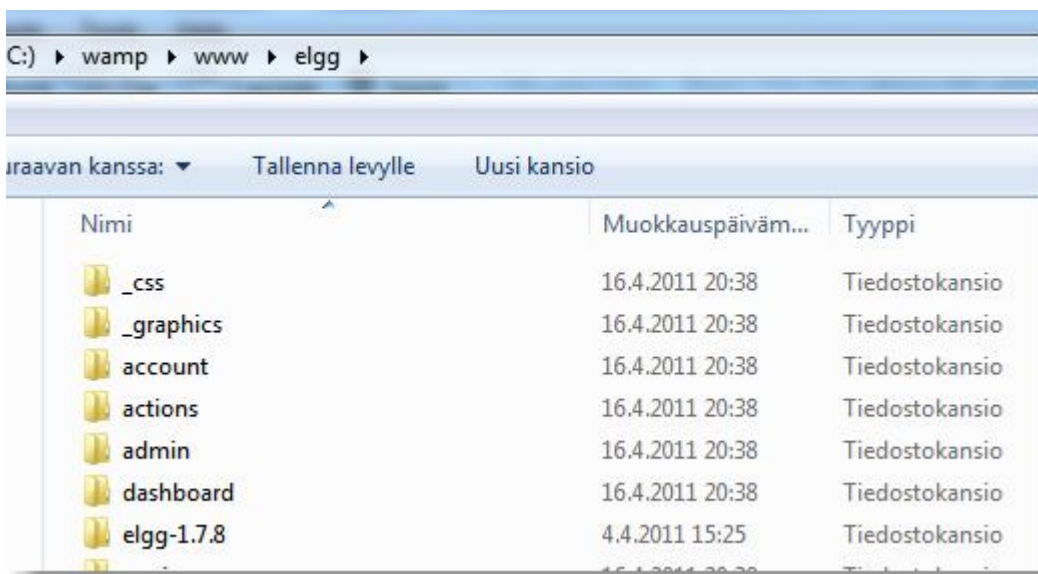 C:) wamp www elgg
uraavan kanssa: Tallenna levylle Uusi kansio
Nimi Muokkauspäiväm... Tyyppi
_css 16.4.2011 20:38 Tiedostokansio
_graphics 16.4.2011 20:38 Tiedostokansio
account 16.4.2011 20:38 Tiedostokansio
actions 16.4.2011 20:38 Tiedostokansio
admin 16.4.2011 20:38 Tiedostokansio
dashboard 16.4.2011 20:38 Tiedostokansio
elgg-1.7.8 4.4.2011 15:25 Tiedostokansio